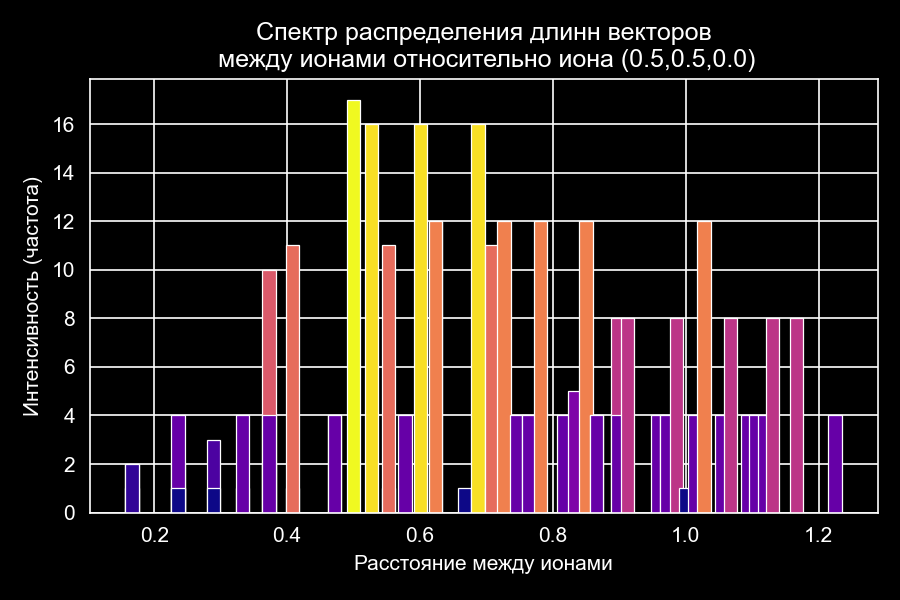 Спектр распределения длинн векторов
между ионами относительно иона (0.5,0.5,0.0)
Интенсивность (частота)
16
14
12
10
8
6
4
2
0
0.2 0.4 0.6 0.8 1.0 1.2
Расстояние между ионами